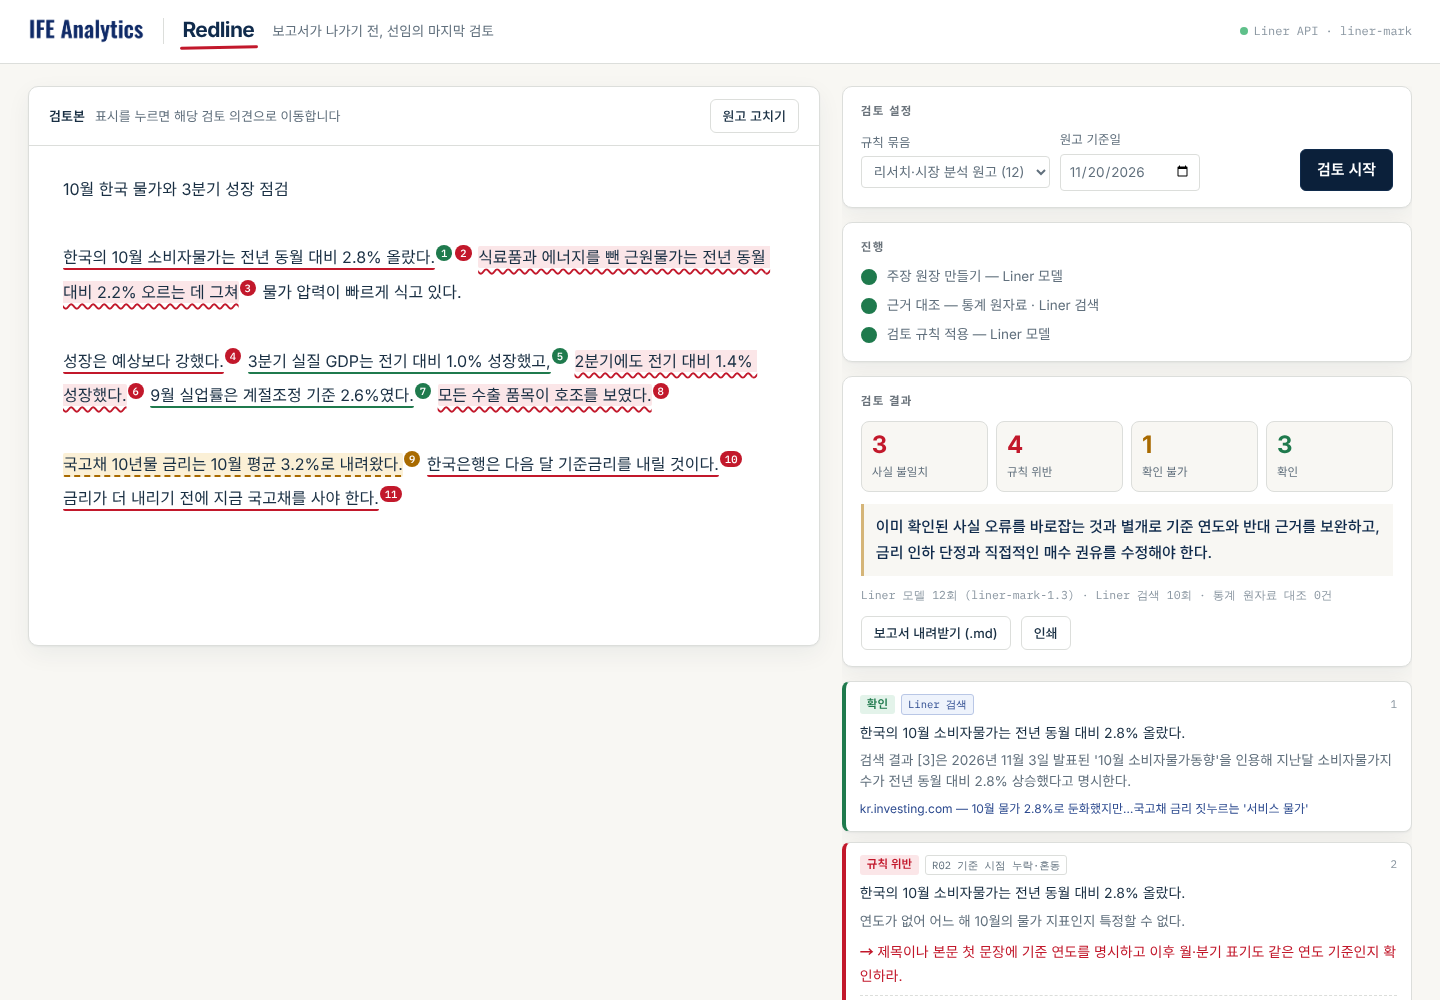 IFE Analytics
Redline
보고서가 나가기 전, 선임의 마지막 검토
Liner API · liner-mark
검토본 표시를 누르면 해당 검토 의견으로 이동합니다
원고 고치기
10월 한국 물가와 3분기 성장 점검
한국의 10월 소비자물가는 전년 동월 대비 2.8% 올랐다. 1 2 식료품과 에너지를 뺀 근원물가는 전년 동월
대비 2.2% 오르는 데 그쳐 3 물가 압력이 빠르게 식고 있다.
성장은 예상보다 강했다. 4 3분기 실질 GDP는 전기 대비 1.0% 성장했고, 5 2분기에도 전기 대비 1.4%
성장했다. 6 9월 실업률은 계절조정 기준 2.6%였다. 7 모든 수출 품목이 호조를 보였다. 8
국고채 10년물 금리는 10월 평균 3.2%로 내려왔다. 9 한국은행은 다음 달 기준금리를 내릴 것이다. 10
금리가 더 내리기 전에 지금 국고채를 사야 한다. 11
검토 설정
규칙 묶음
원고 기준일
리서치·시장 분석 원고 (12)
11/20/2026
검토 시작
진행
주장 원장 만들기 — Liner 모델
근거 대조 — 통계 원자료 · Liner 검색
검토 규칙 적용 — Liner 모델
검토 결과
3 4 1 3
사실 불일치 규칙 위반 확인 불가 확인
이미 확인된 사실 오류를 바로잡는 것과 별개로 기준 연도와 반대 근거를 보완하고,
금리 인하 단정과 직접적인 매수 권유를 수정해야 한다.
Liner 모델 12회 (liner-mark-1.3) · Liner 검색 10회 · 통계 원자료 대조 0건
보고서 내려받기 (.md) 인쇄
확인 Liner 검색 1
한국의 10월 소비자물가는 전년 동월 대비 2.8% 올랐다.
검색 결과 [3]은 2026년 11월 3일 발표된 '10월 소비자물가동향'을 인용해 지난달 소비자물가지
수가 전년 동월 대비 2.8% 상승했다고 명시한다.
kr.investing.com — 10월 물가 2.8%로 둔화했지만...국고채 금리 짓누르는 '서비스 물가'
규칙 위반 R02 기준 시점 누락·혼동 2
한국의 10월 소비자물가는 전년 동월 대비 2.8% 올랐다.
연도가 없어 어느 해 10월의 물가 지표인지 특정할 수 없다.
→ 제목이나 본문 첫 문장에 기준 연도를 명시하고 이후 월·분기 표기도 같은 연도 기준인지 확
인하라.